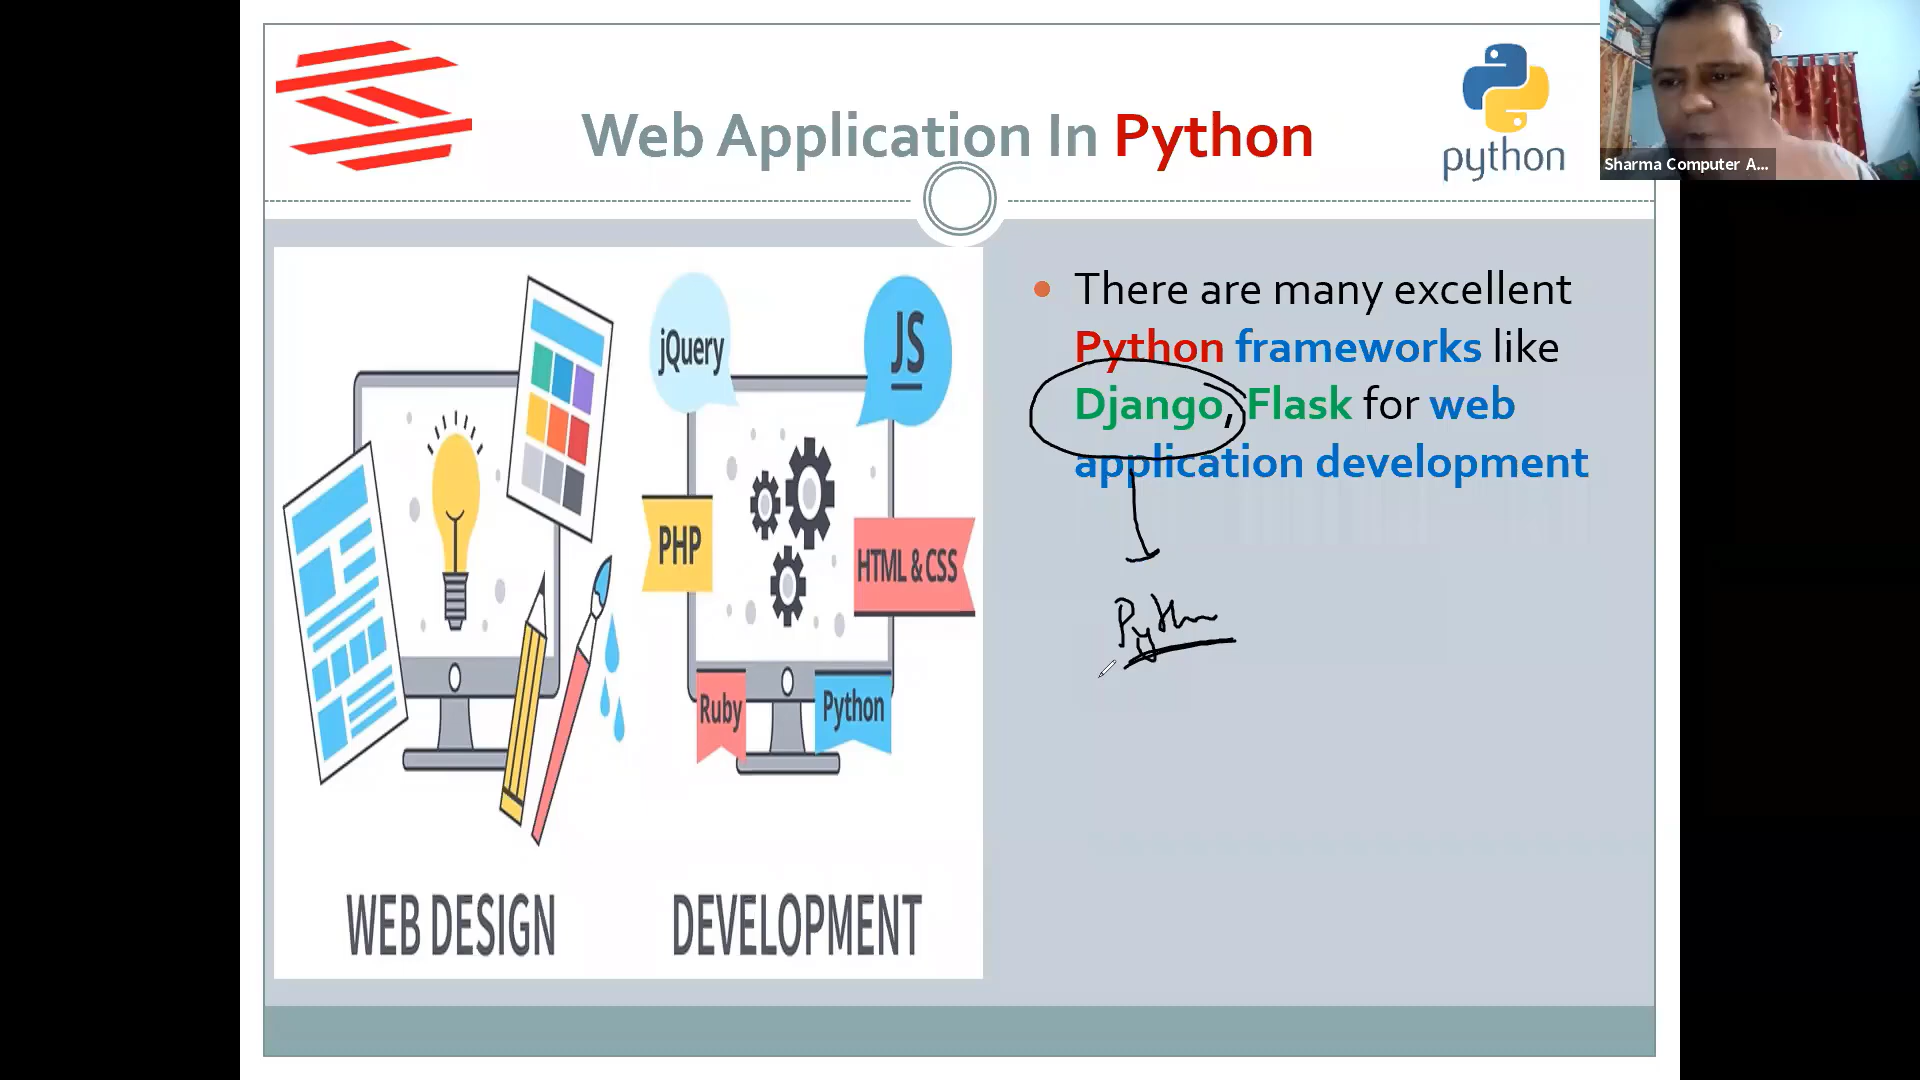 Web Application In Python
python
Sharma Computer A...
jQuery
JS
PHP
HTML & CSS
Ruby
Python
WEB DESIGN
DEVELOPMENT
There are many excellent
Python frameworks like
Django, Flask for web
application development
Python